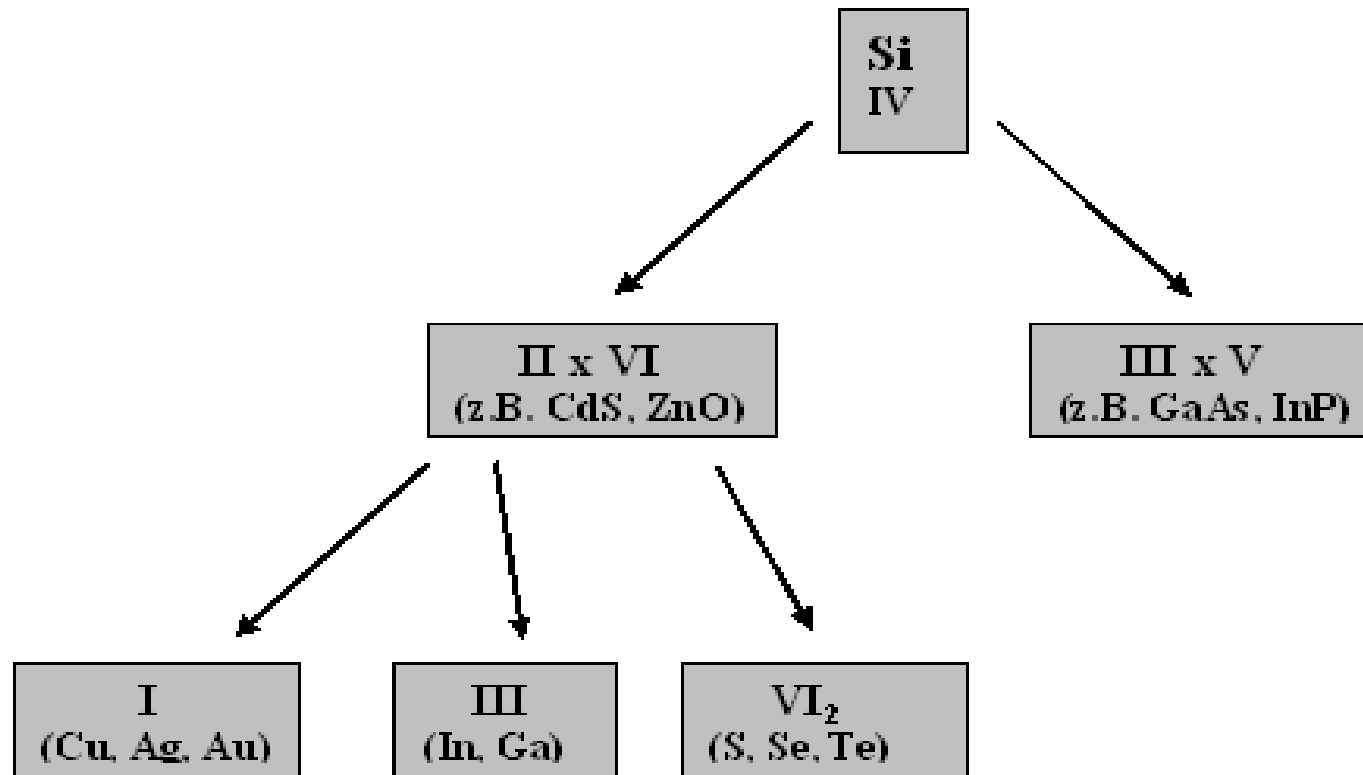 Si
IV
II x VI
(z.B. CdS, ZnO)
III x V
(z.B. GaAs, InP)
I
(Cu, Ag, Au)
III
(In, Ga)
VI₂
(S, Se, Te)